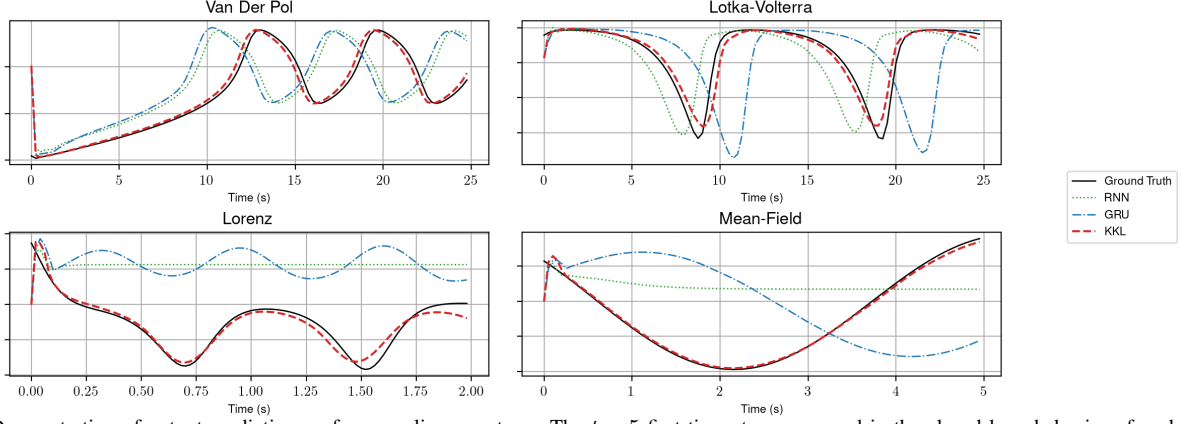 Van Der Pol
0 5 10 15 20 25
Time (s)
Lotka-Volterra
0 5 10 15 20 25
Time (s)
Ground Truth
RNN
GRU
KKL
Lorenz
0.00 0.25 0.50 0.75 1.00 1.25 1.50 1.75 2.00
Time (s)
Mean-Field
0 1 2 3 4 5
Time (s)